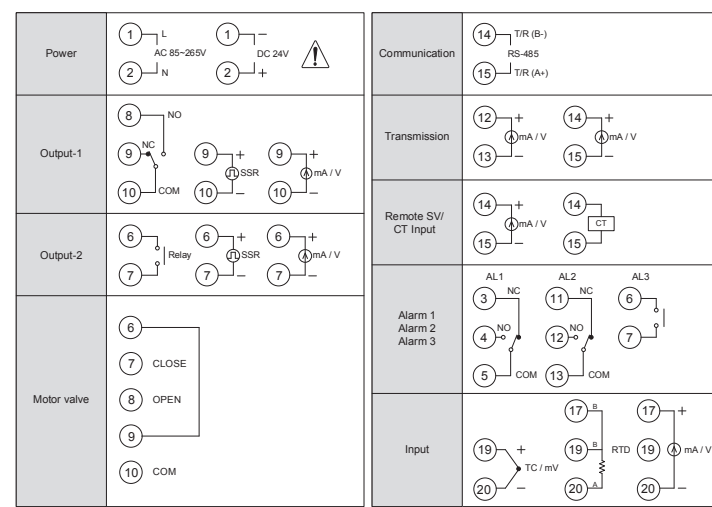 Power
1
L
AC 85~265V
2
N
1
−
DC 24V
2
+
Output-1
8
NO
9
NC
10
COM
9
+
SSR
10
−
9
+
mA / V
10
−
Output-2
6
Relay
7
6
+
SSR
7
−
6
+
mA / V
7
−
Motor valve
6
7 CLOSE
8 OPEN
9
10 COM
Communication
14
T/R (B-)
RS-485
15
T/R (A+)
Transmission
12
+
mA / V
13
−
14
+
mA / V
15
−
Remote SV/
CT Input
14
+
mA / V
15
−
14
CT
15
Alarm 1
Alarm 2
Alarm 3
AL1
3
NC
4
NO
5
COM
AL2
11
NC
12
NO
13
COM
AL3
6
7
Input
19
+
TC / mV
20
−
17
B
19
B
RTD
20
A
17
+
19
mA / V
20
−